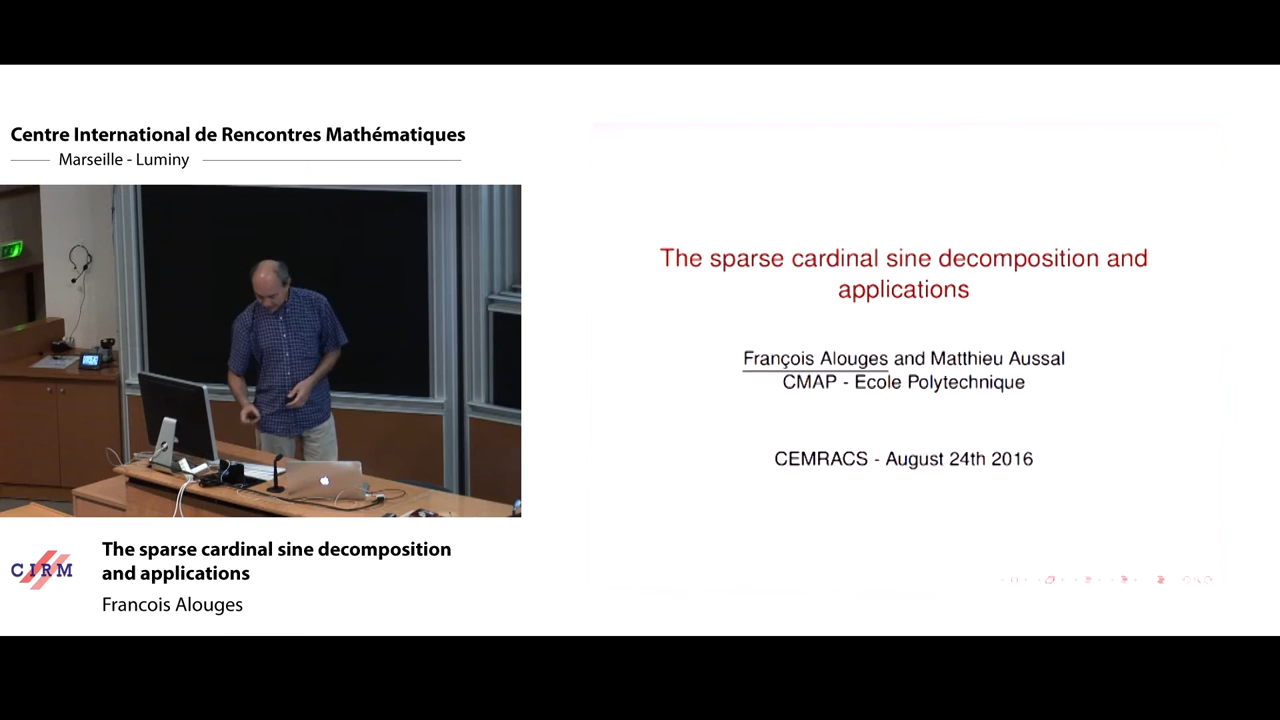 Centre International de Rencontres Mathématiques
Marseille - Luminy
The sparse cardinal sine decomposition and
applications
François Alouges and Matthieu Aussal
CMAP - Ecole Polytechnique
CEMRACS - August 24th 2016
CIRM
The sparse cardinal sine decomposition
and applications
Francois Alouges